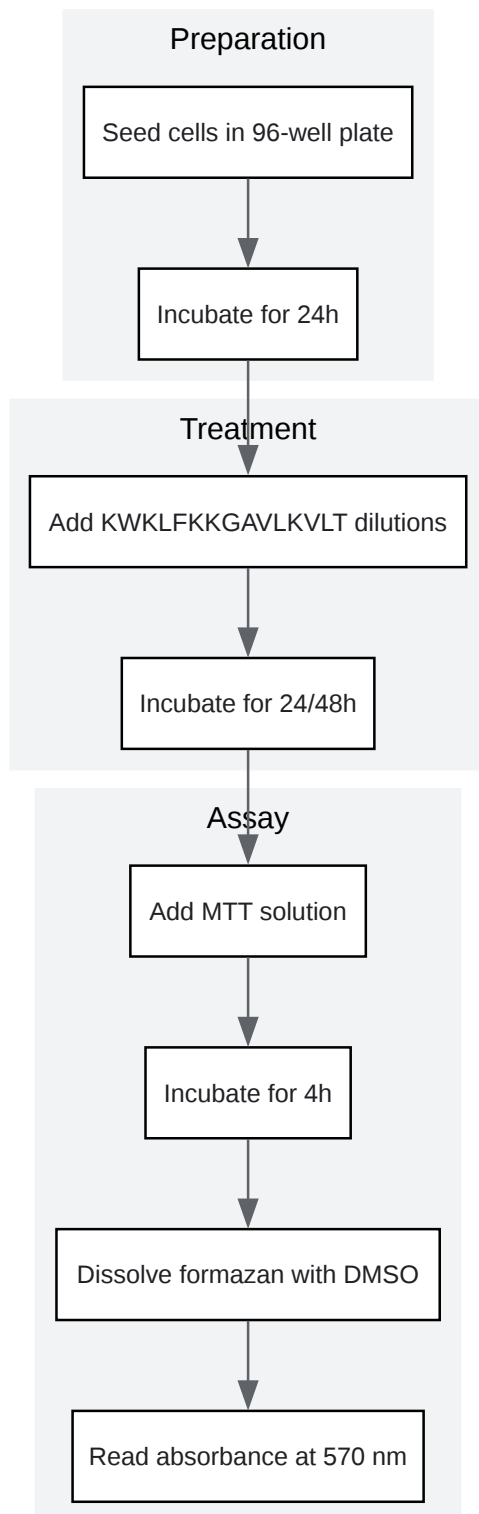 Preparation
Seed cells in 96-well plate
Incubate for 24h
Treatment
Add KWKLFKKGAVLKVLT dilutions
Incubate for 24/48h
Assay
Add MTT solution
Incubate for 4h
Dissolve formazan with DMSO
Read absorbance at 570 nm